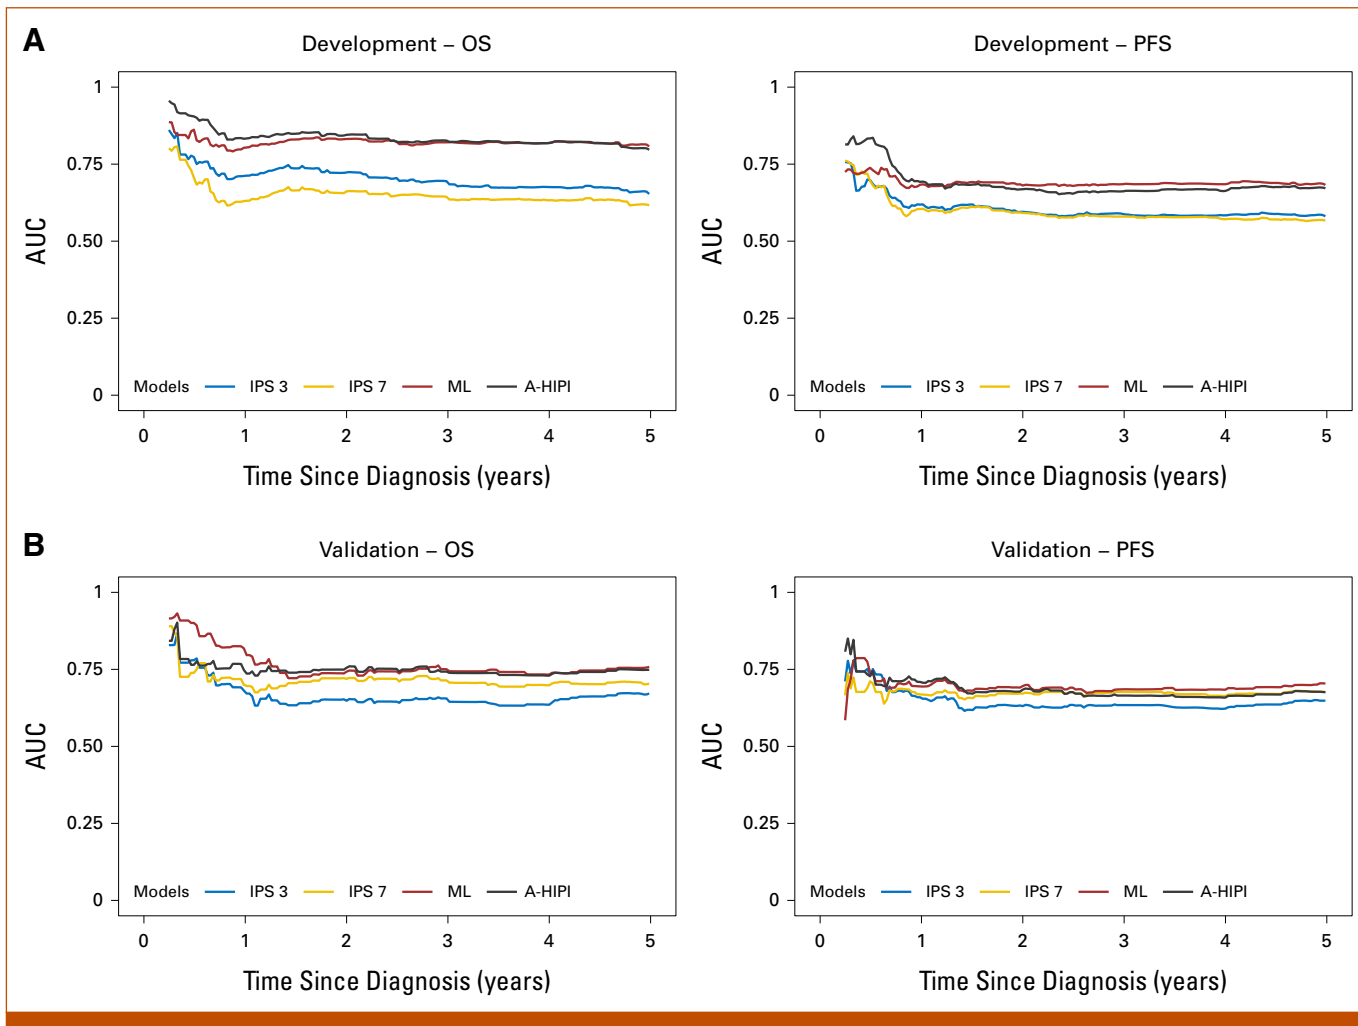 A
Development – OS
1
0.75
0.50
0.25
0
AUC
Models IPS 3 IPS 7 ML A-HIPI
0 1 2 3 4 5
Time Since Diagnosis (years)
Development – PFS
1
0.75
0.50
0.25
0
AUC
Models IPS 3 IPS 7 ML A-HIPI
0 1 2 3 4 5
Time Since Diagnosis (years)
B
Validation – OS
1
0.75
0.50
0.25
0
AUC
Models IPS 3 IPS 7 ML A-HIPI
0 1 2 3 4 5
Time Since Diagnosis (years)
Validation – PFS
1
0.75
0.50
0.25
0
AUC
Models IPS 3 IPS 7 ML A-HIPI
0 1 2 3 4 5
Time Since Diagnosis (years)